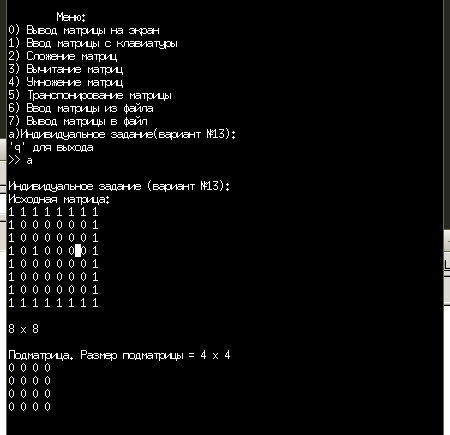 Меню:
0) Вывод матрицы на экран
1) Ввод матрицы с клавиатуры
2) Сложение матриц
3) Вычитание матриц
4) Умножение матриц
5) Транспонирование матрицы
6) Ввод матрицы из файла
7) Вывод матрицы в файл
а)Индивидуальное задание(вариант №13):
'q' для выхода
>> a
Индивидуальное задание (вариант №13):
Исходная матрица:
1 1 1 1 1 1 1 1
1 0 0 0 0 0 0 1
1 0 0 0 0 0 0 1
1 0 1 0 0 0 0 1
1 0 0 0 0 0 0 1
1 0 0 0 0 0 0 1
1 0 0 0 0 0 0 1
1 1 1 1 1 1 1 1
8 x 8
Подматрица. Размер подматрицы = 4 x 4
0 0 0 0
0 0 0 0
0 0 0 0
0 0 0 0